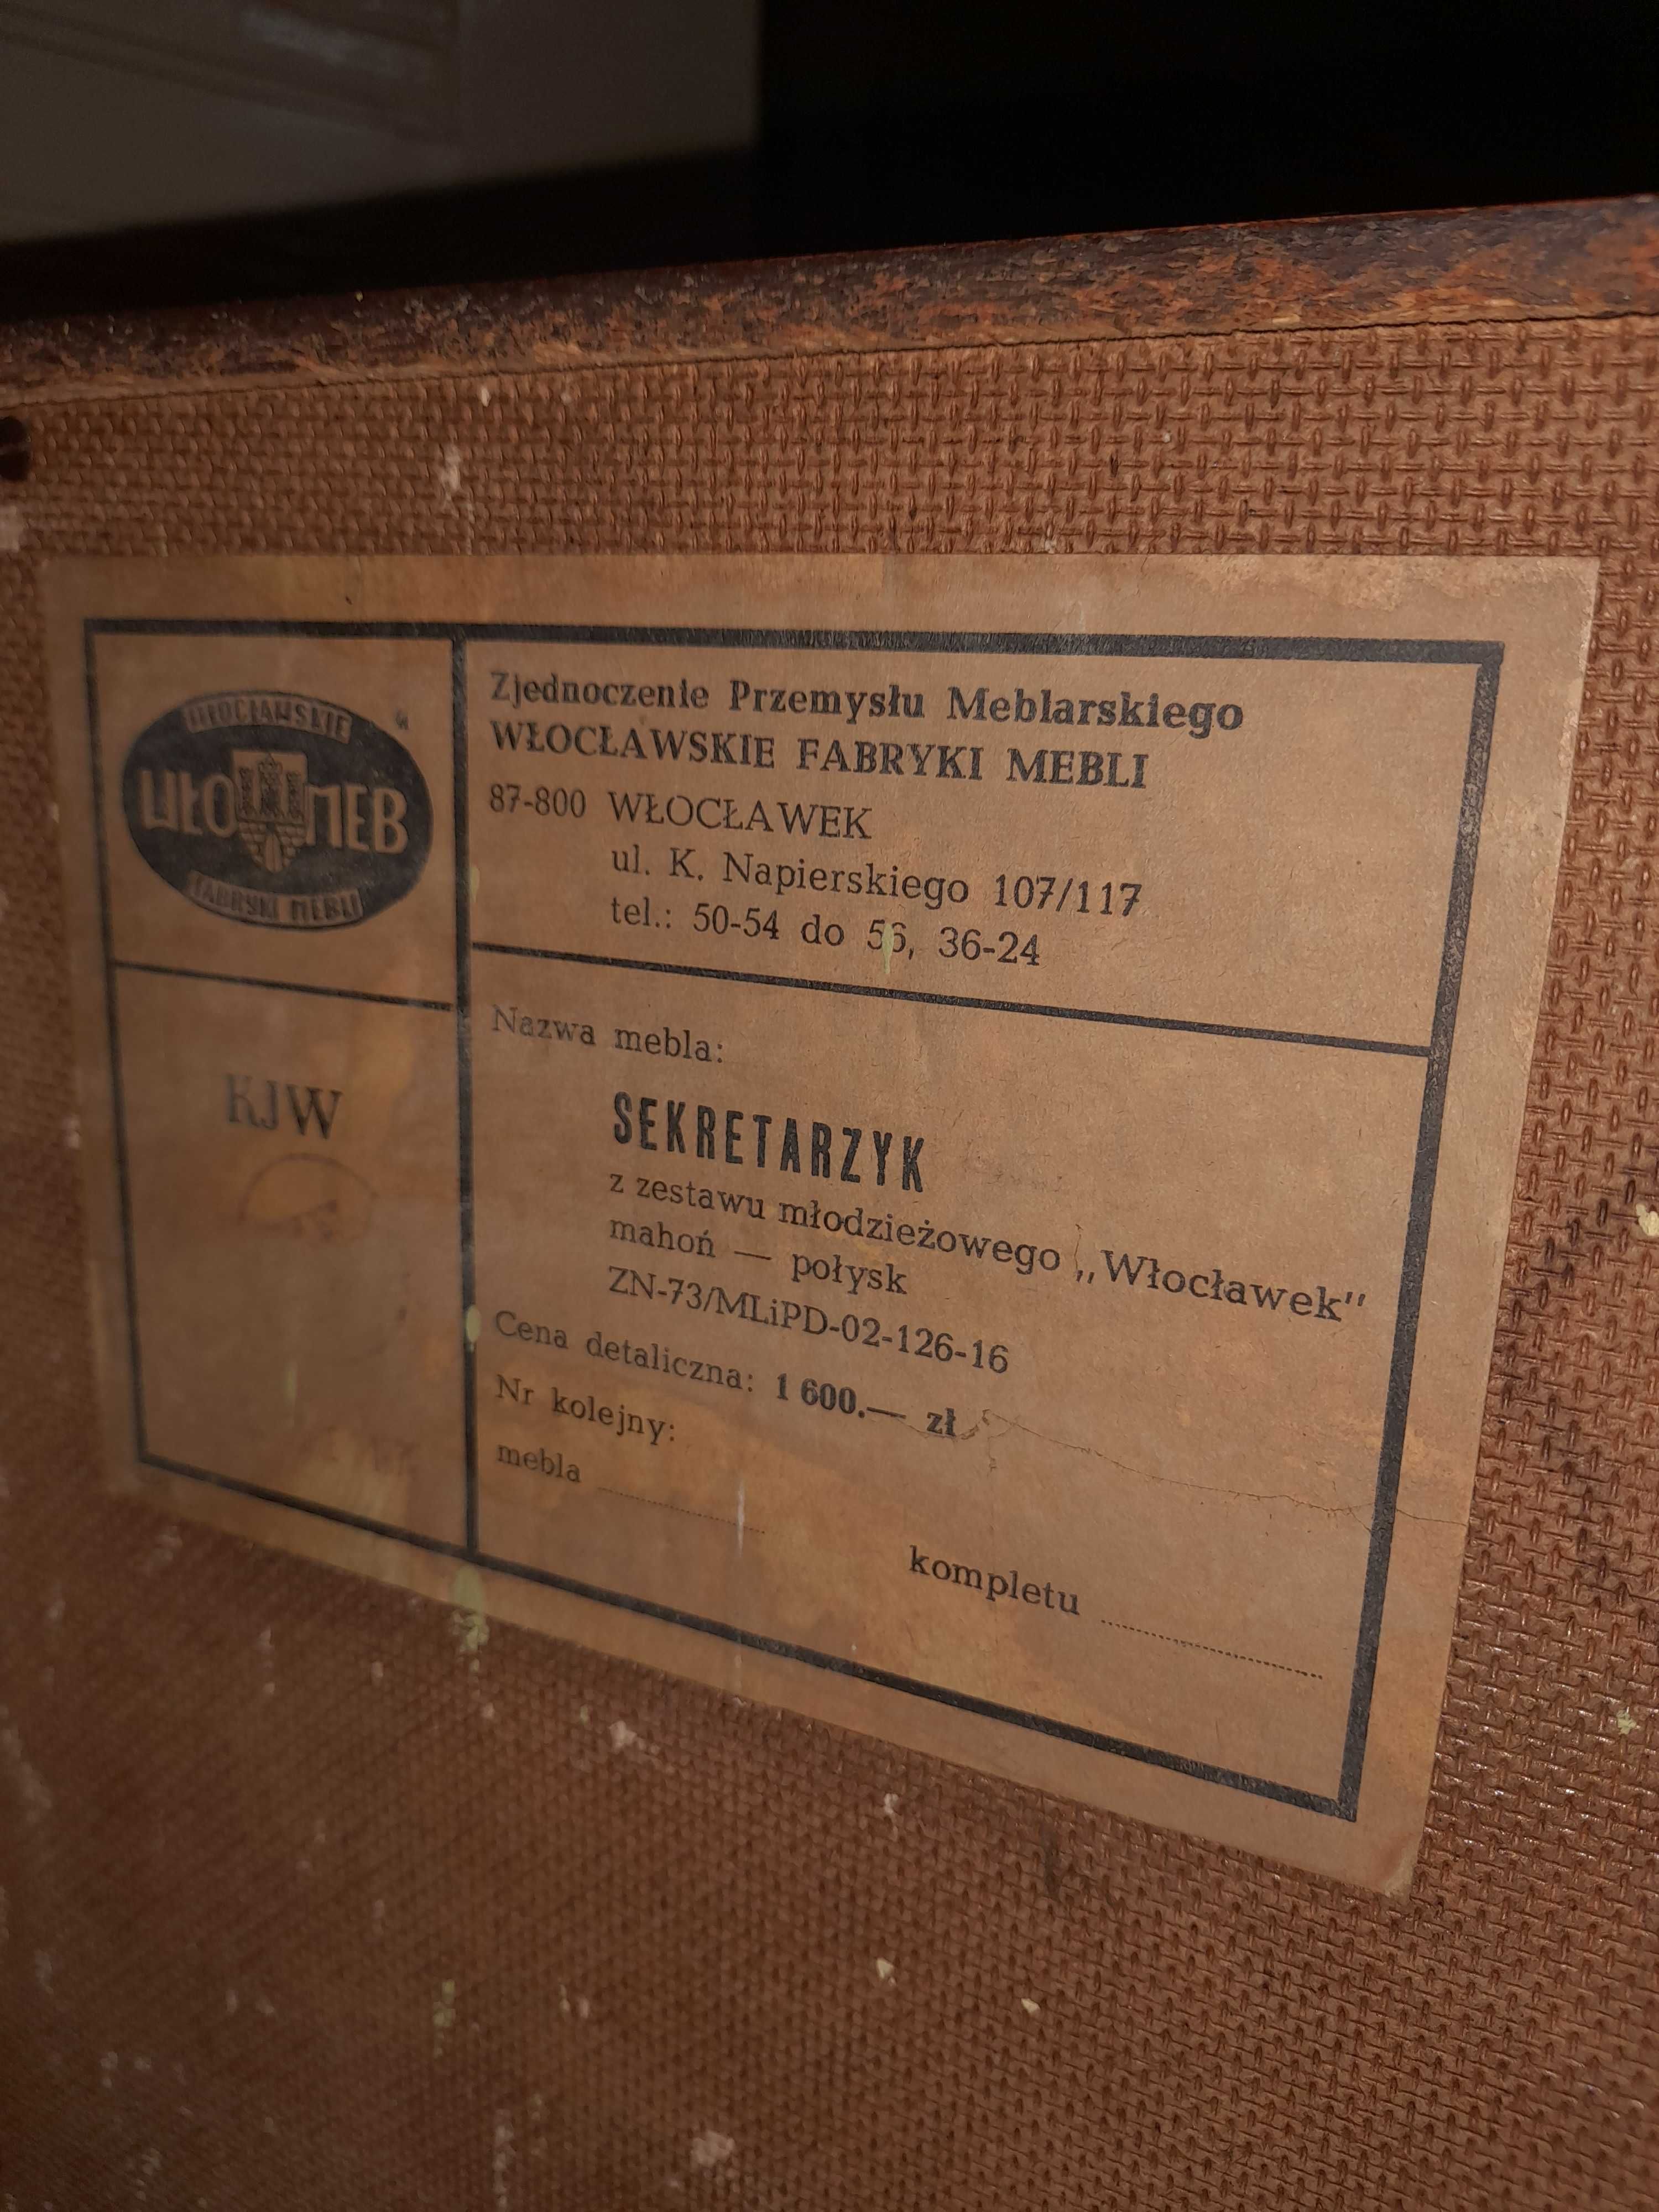 WŁOCŁAWSKIE
WŁO MEB
FABRYKI MEBLI
Zjednoczenie Przemysłu Meblarskiego
WŁOCŁAWSKIE FABRYKI MEBLI
87-800 WŁOCŁAWEK
ul. K. Napierskiego 107/117
tel.: 50-54 do 56, 36-24
KJW
Nazwa mebla:
SEKRETARZYK
z zestawu młodzieżowego „Włocławek"
mahoń — połysk
ZN-73/MLiPD-02-126-16
Cena detaliczna: 1 600.— zł
Nr kolejny:
mebla ............ kompletu ............